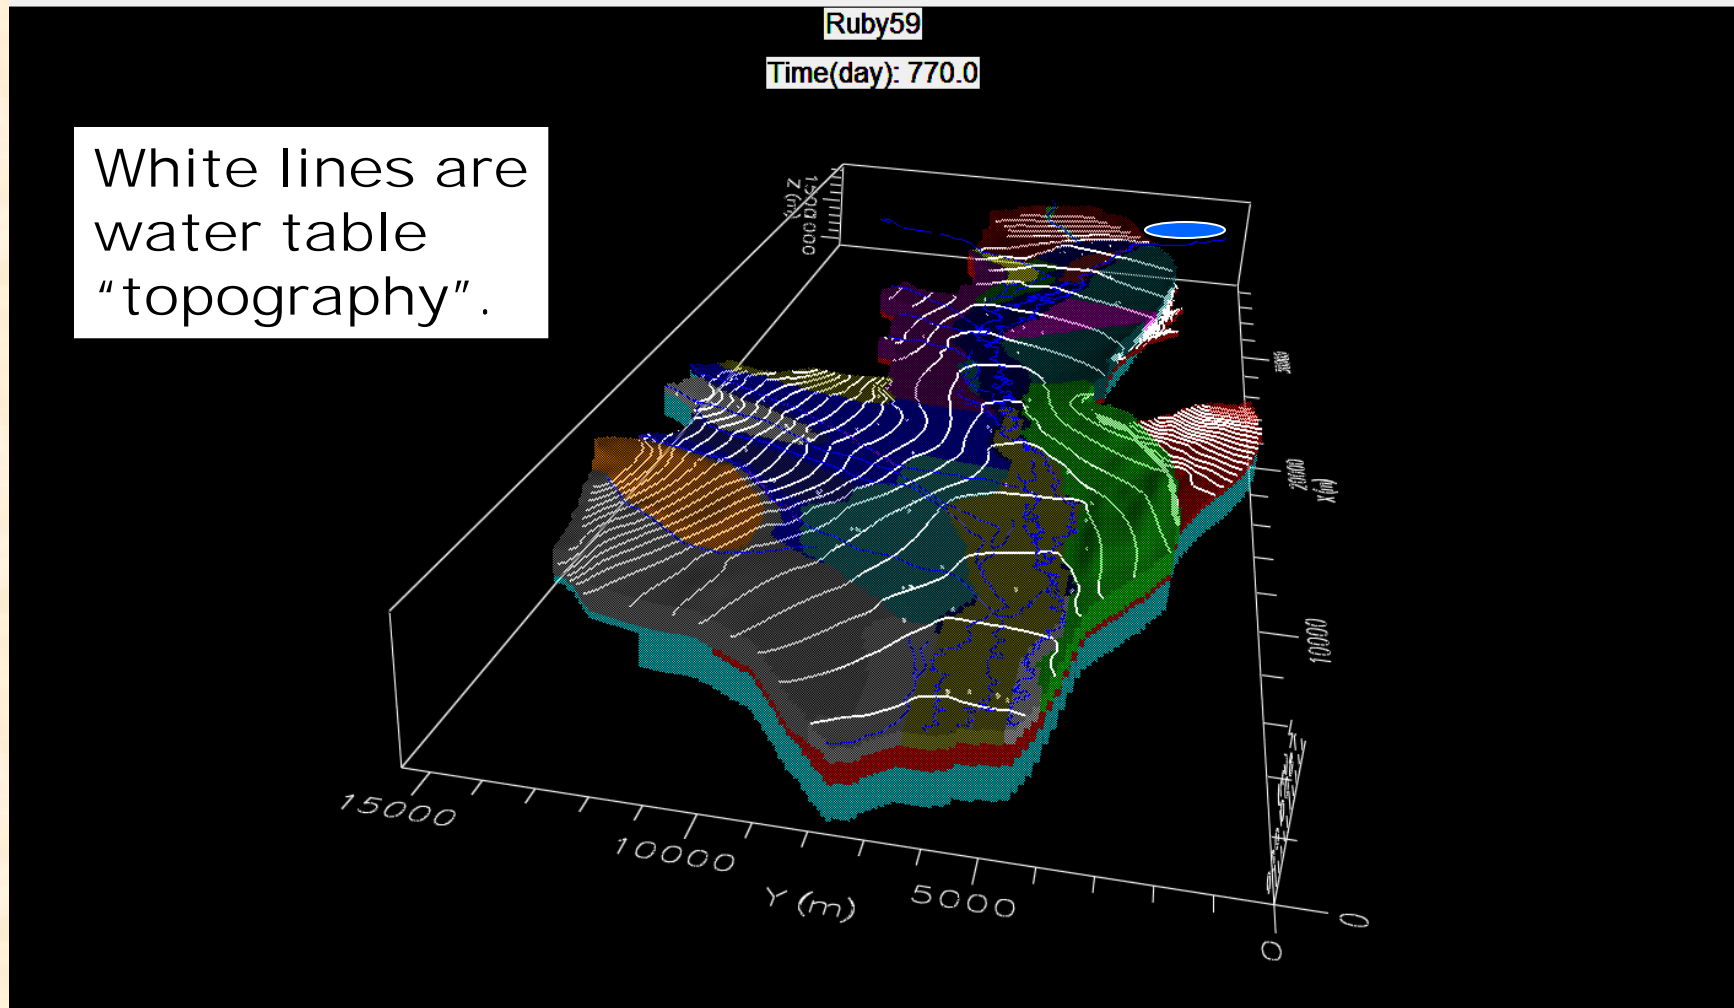 Ruby59
Time(day): 770.0
White lines are
water table
“topography”.
Z (m)
20000
X (m)
10000
15000
10000
Y (m)
5000
0
0